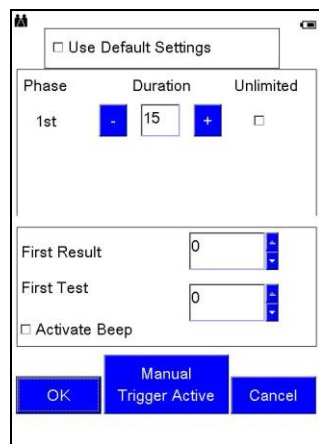 Use Default Settings
Phase Duration Unlimited
1st - 15 +
First Result 0
First Test 0
Activate Beep
OK Manual Trigger Active Cancel